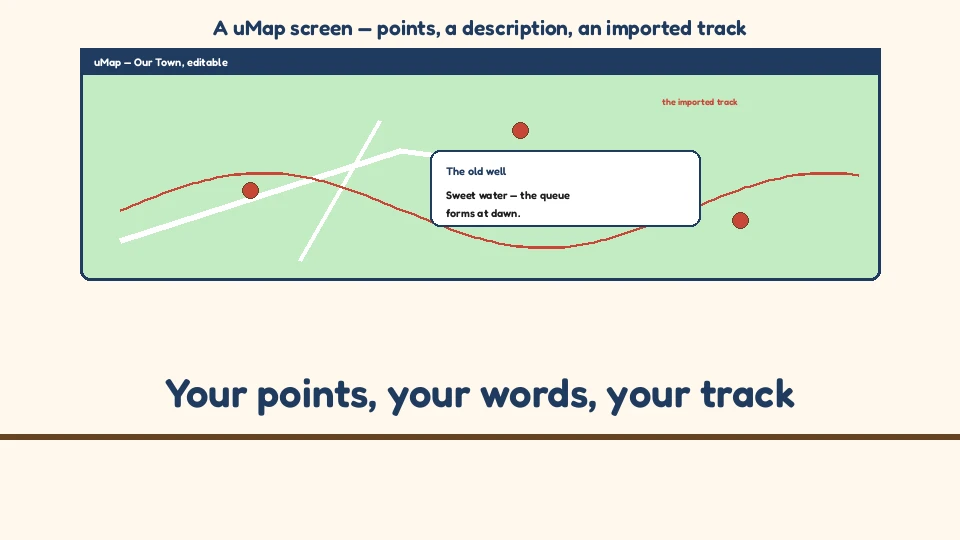 A uMap screen — points, a description, an imported track
uMap — Our Town, editable
the imported track
The old well
Sweet water — the queue
forms at dawn.
Your points, your words, your track